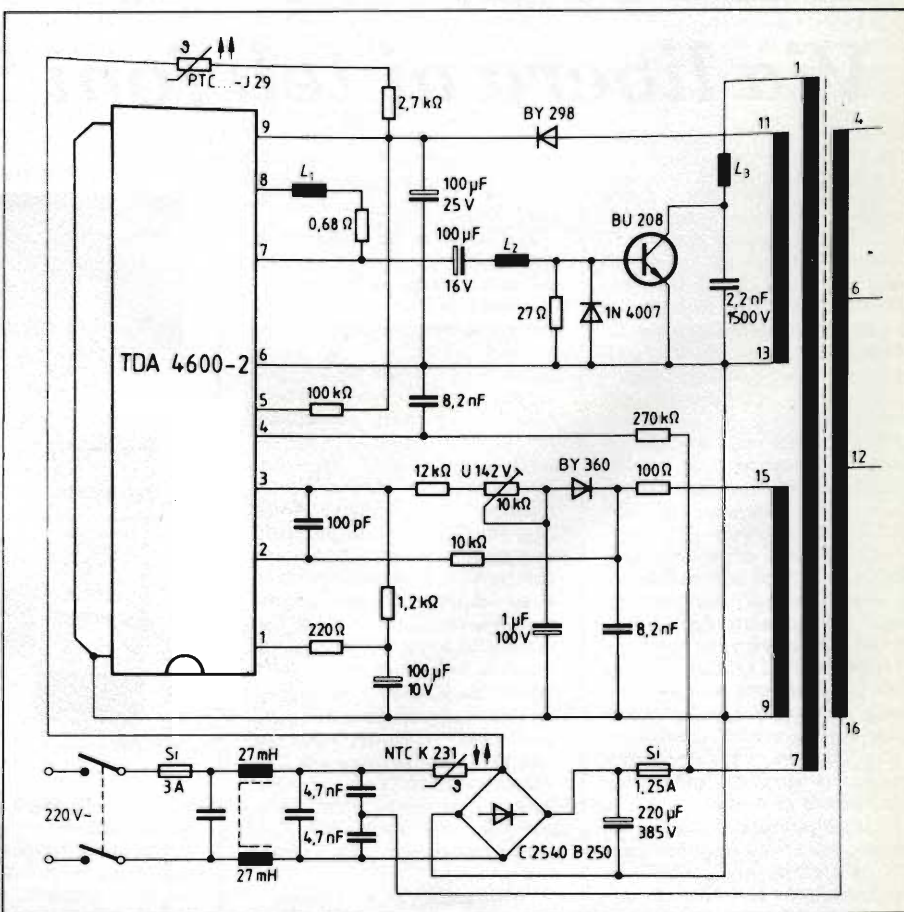 ϑ
PTC...-J29
1
2,7 kΩ
BY 298
4
9
11
8
L₁
100 µF
25 V
L₃
0,68 Ω
100 µF
BU 208
7
L₂
16 V
6
27 Ω
1N 4007
2,2 nF
1500 V
13
TDA 4600-2
6
100 kΩ
5
8,2 nF
270 kΩ
4
12
12 kΩ
U 142 V
BY 360
100 Ω
3
15
10 kΩ
100 pF
10 kΩ
2
1,2 kΩ
1 µF
100 V
8,2 nF
220 Ω
1
100 µF
10 V
9
16
Si
27 mH
NTC K 231
Si
7
3 A
ϑ
1,25 A
4,7 nF
220 V~
220 µF
385 V
4,7 nF
C 2540 B 250
27 mH